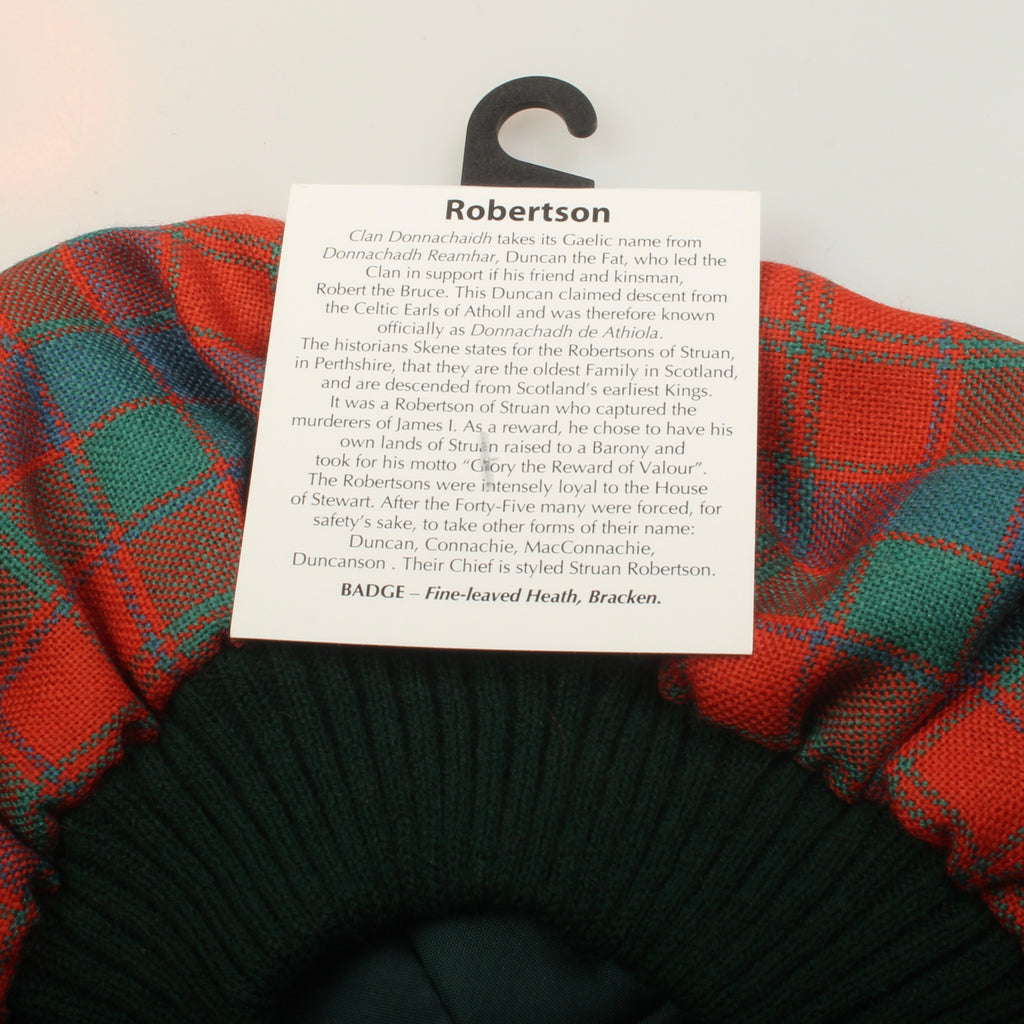 Robertson
Clan Donnachaidh takes its Gaelic name from
Donnachadh Reamhar, Duncan the Fat, who led the
Clan in support if his friend and kinsman,
Robert the Bruce. This Duncan claimed descent from
the Celtic Earls of Atholl and was therefore known
officially as Donnachadh de Athiola.
The historians Skene states for the Robertsons of Struan,
in Perthshire, that they are the oldest Family in Scotland,
and are descended from Scotland's earliest Kings.
It was a Robertson of Struan who captured the
murderers of James I. As a reward, he chose to have his
own lands of Struan raised to a Barony and
took for his motto “Glory the Reward of Valour”.
The Robertsons were intensely loyal to the House
of Stewart. After the Forty-Five many were forced, for
safety's sake, to take other forms of their name:
Duncan, Connachie, MacConnachie,
Duncanson . Their Chief is styled Struan Robertson.
BADGE – Fine-leaved Heath, Bracken.